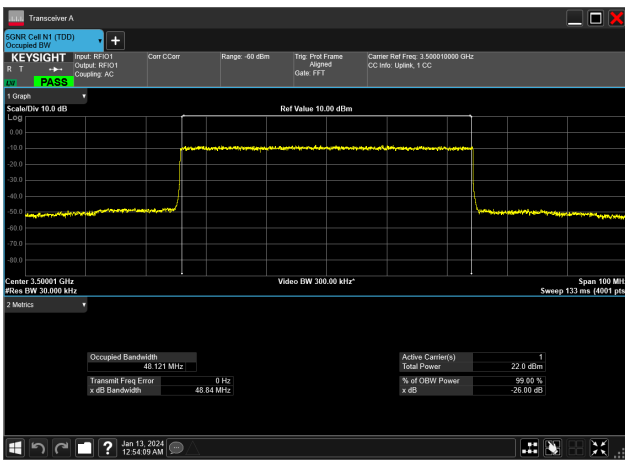 Transceiver A
5GNR Cell N1 (TDD)
Occupied BW
KEYSIGHT
R T
LV
PASS
Input: RFIO1
Output: RFIO1
Coupling: AC
Corr CCorr
Range: -60 dBm
Trig: Prot Frame
Aligned
Gate: FFT
Carrier Ref Freq: 3.500010000 GHz
CC Info: Uplink, 1 CC
1 Graph
Scale/Div 10.0 dB
Ref Value 10.00 dBm
Log
0.00
-10.0
-20.0
-30.0
-40.0
-50.0
-60.0
-70.0
-80.0
Center 3.50001 GHz
Video BW 300.00 kHz*
Span 100 MHz
#Res BW 30.000 kHz
Sweep 133 ms (4001 pts
2 Metrics
Occupied Bandwidth
48.121 MHz
Active Carrier(s) 1
Total Power 22.0 dBm
Transmit Freq Error 0 Hz
x dB Bandwidth 48.84 MHz
% of OBW Power 99.00 %
x dB -26.00 dB
?
Jan 13, 2024
12:54:09 AM